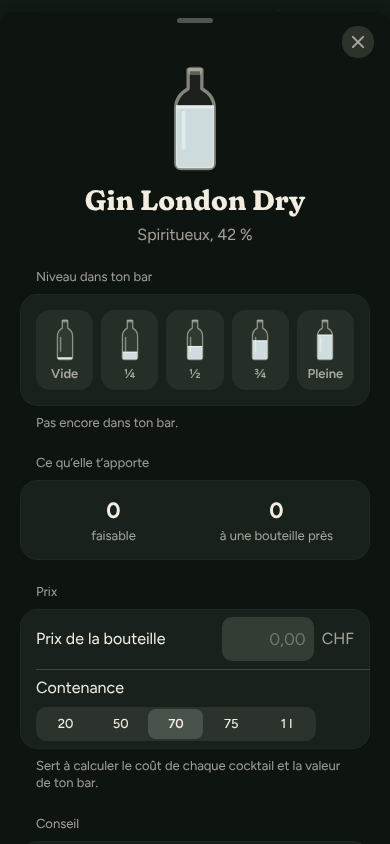 Gin London Dry
Spiritueux, 42 %
Niveau dans ton bar
Vide
¼
½
¾
Pleine
Pas encore dans ton bar.
Ce qu’elle t’apporte
0
faisable
0
à une bouteille près
Prix
Prix de la bouteille
0,00
CHF
Contenance
20
50
70
75
1 l
Sert à calculer le coût de chaque cocktail et la valeur
de ton bar.
Conseil